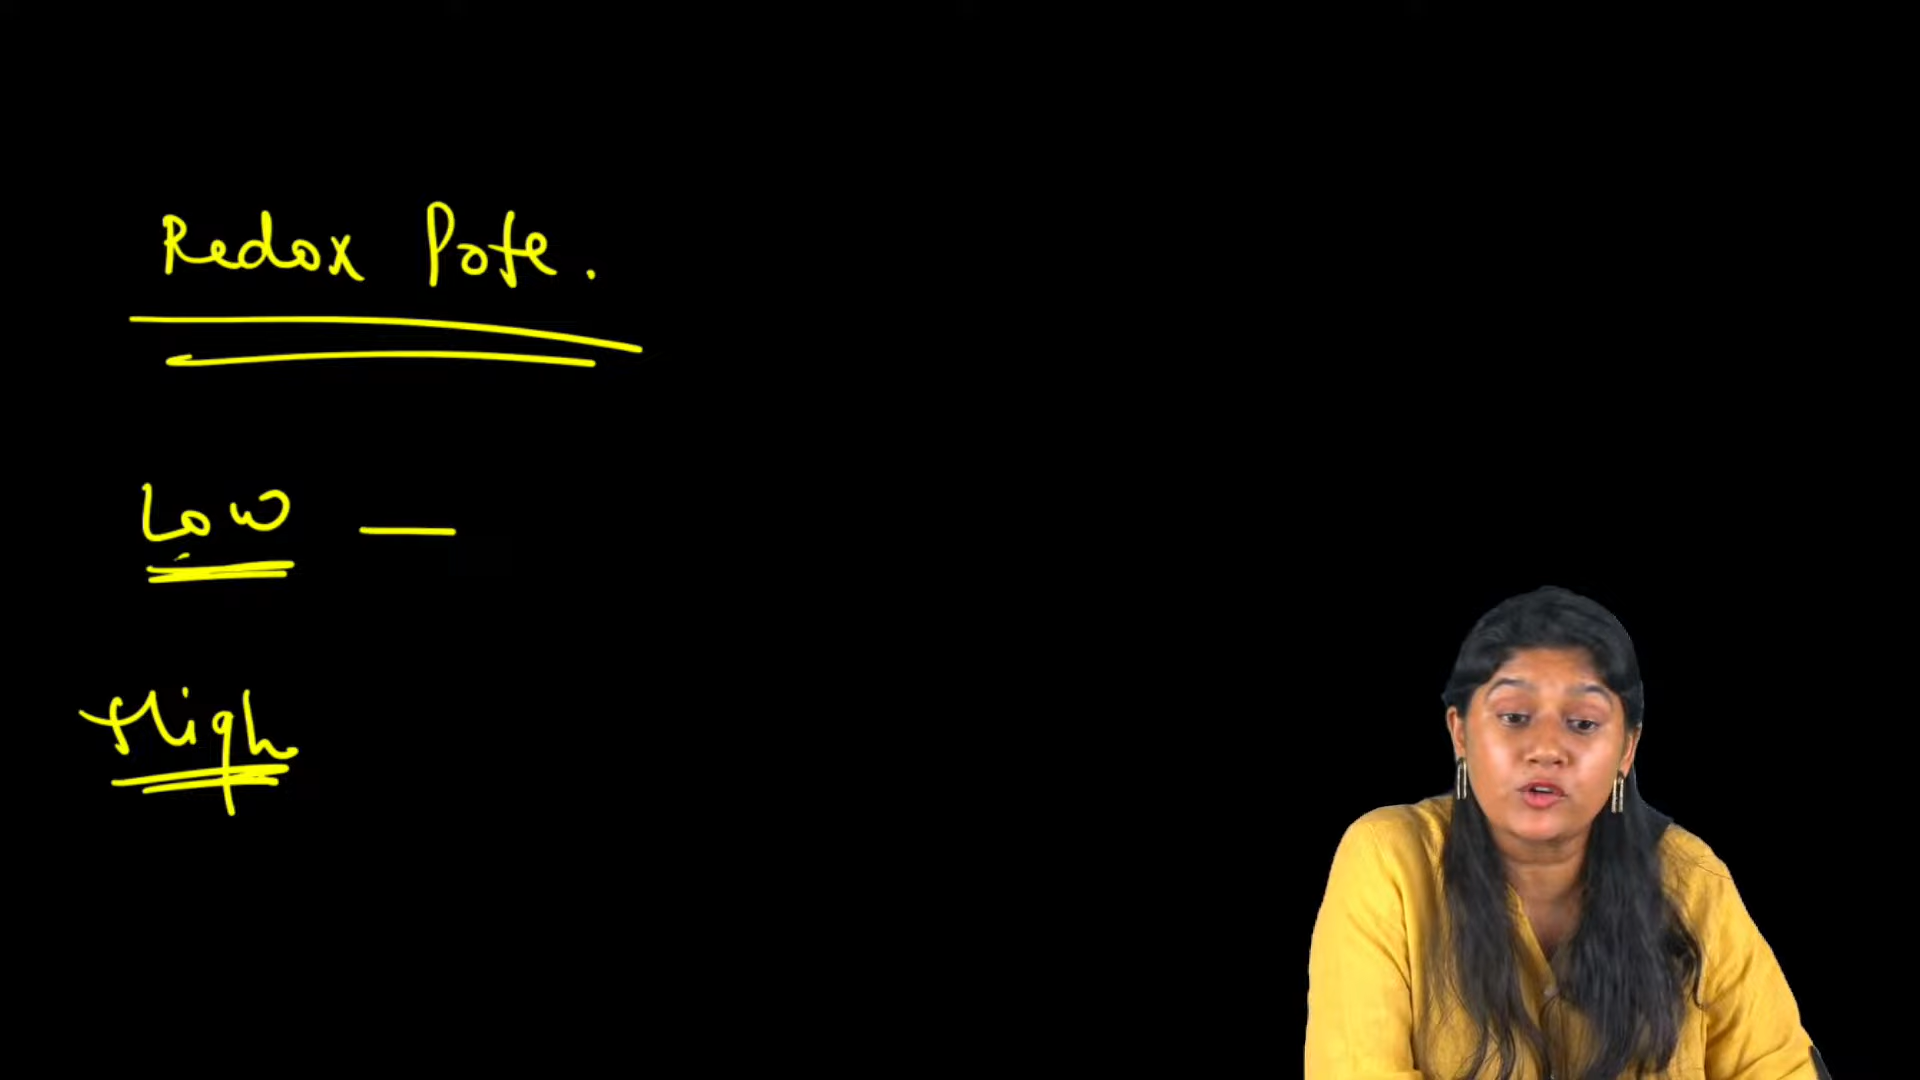 Redox Pote.
Low —
High